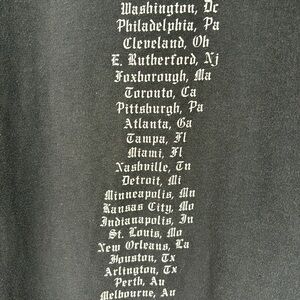 Washington, Dc
Philadelphia, Pa
Cleveland, Oh
E. Rutherford, Nj
Foxborough, Ma
Toronto, Ca
Pittsburgh, Pa
Atlanta, Ga
Tampa, Fl
Miami, Fl
Nashville, Tn
Detroit, Mi
Minneapolis, Mn
Kansas City, Mo
Indianapolis, In
St. Louis, Mo
New Orleans, La
Houston, Tx
Arlington, Tx
Perth, Au
Melbourne, Au